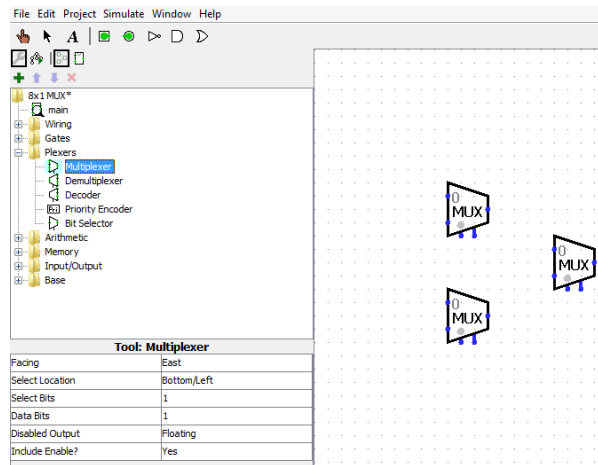 File Edit Project Simulate Window Help
A
8x1 MUX*
main
Wiring
Gates
Plexers
Multiplexer
Demultiplexer
Decoder
Priority Encoder
Bit Selector
Arithmetic
Memory
Input/Output
Base
Tool: Multiplexer
Facing East
Select Location Bottom/Left
Select Bits 1
Data Bits 1
Disabled Output Floating
Include Enable? Yes
0
MUX
0
MUX
0
MUX